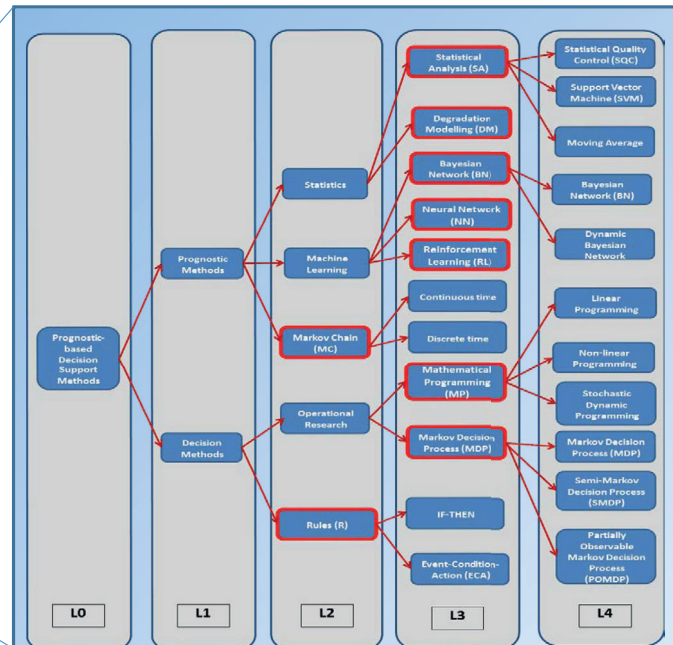 Prognostic-
based
Decision
Support
Methods
L0
Prognostic
Methods
Decision
Methods
L1
Statistics
Machine
Learning
Markov Chain
(MC)
Operational
Research
Rules (R)
L2
Statistical
Analysis (SA)
Degradation
Modelling (DM)
Bayesian
Network (BN)
Neural Network
(NN)
Reinforcement
Learning (RL)
Continuous time
Discrete time
Mathematical
Programming
(MP)
Markov Decision
Process (MDP)
IF-THEN
Event-Condition-
Action (ECA)
L3
Statistical Quality
Control (SQC)
Support Vector
Machine (SVM)
Moving Average
Bayesian
Network (BN)
Dynamic
Bayesian
Network
Linear
Programming
Non-linear
Programming
Stochastic
Dynamic
Programming
Markov Decision
Process (MDP)
Semi-Markov
Decision Process
(SMDP)
Partially
Observable
Markov Decision
Process
(POMDP)
L4